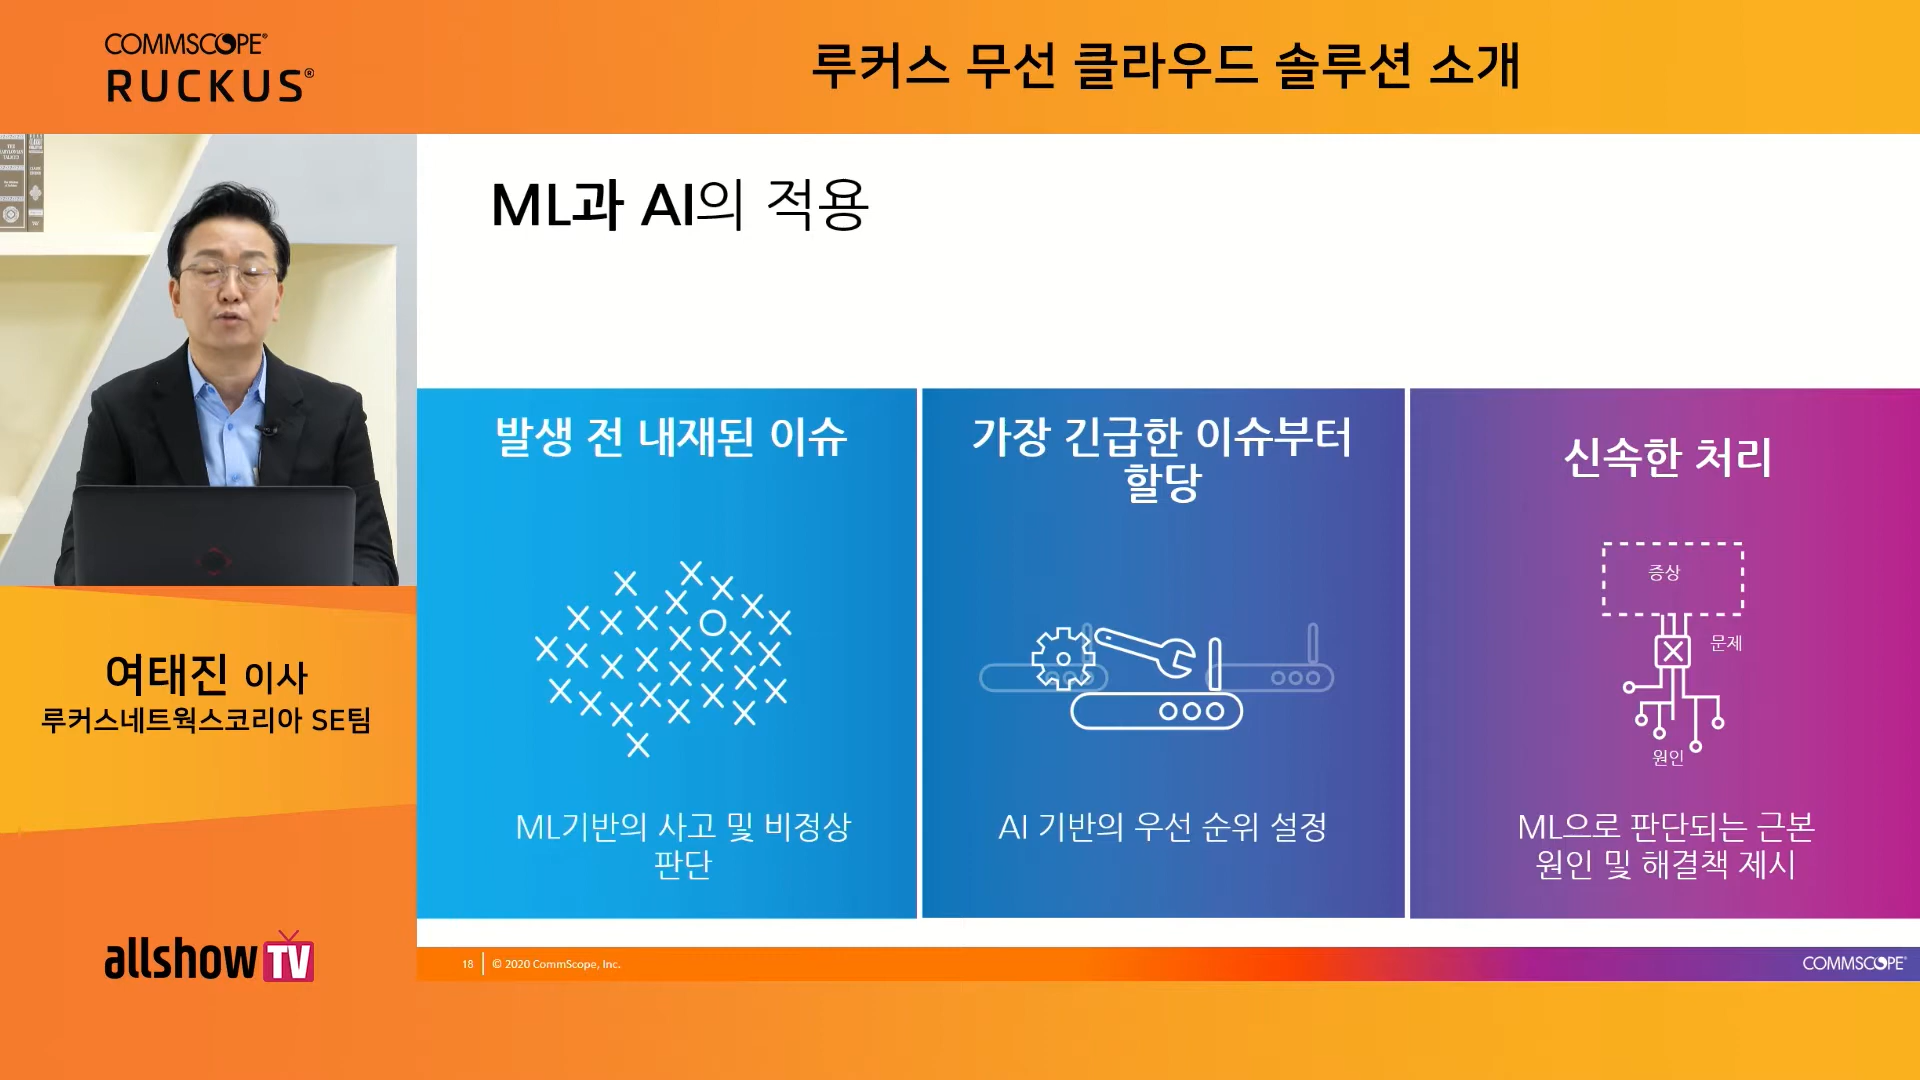 COMMSCOPE®
RUCKUS®
루커스 무선 클라우드 솔루션 소개
ML과 AI의 적용
발생 전 내재된 이슈
ML기반의 사고 및 비정상
판단
가장 긴급한 이슈부터
할당
AI 기반의 우선 순위 설정
신속한 처리
증상
문제
원인
ML으로 판단되는 근본
원인 및 해결책 제시
여태진 이사
루커스네트웍스코리아 SE팀
allshow TV
18
© 2020 CommScope, Inc.
COMMSCOPE®